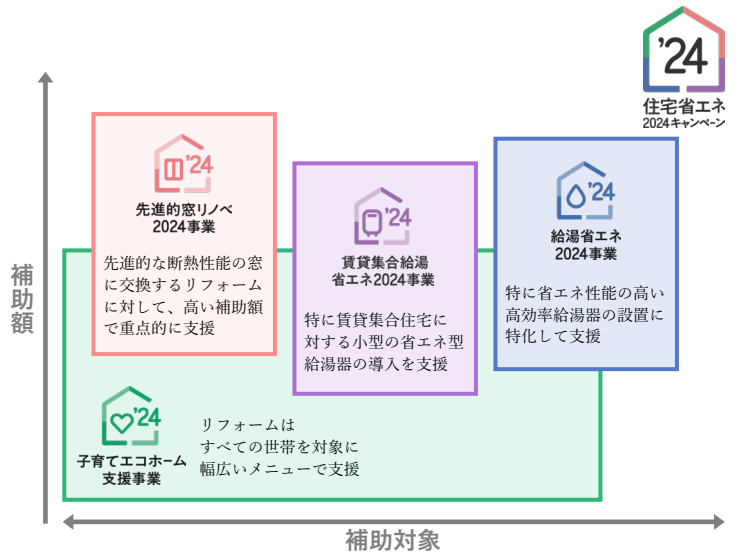 ’24
住宅省エネ
2024キャンペーン
補助額
’24
先進的窓リノベ
2024事業
先進的な断熱性能の窓
に交換するリフォーム
に対して、高い補助額
で重点的に支援
’24
賃貸集合給湯
省エネ2024事業
特に賃貸集合住宅に
対する小型の省エネ型
給湯器の導入を支援
’24
給湯省エネ
2024事業
特に省エネ性能の高い
高効率給湯器の設置に
特化して支援
’24
子育てエコホーム
支援事業
リフォームは
すべての世帯を対象に
幅広いメニューで支援
補助対象